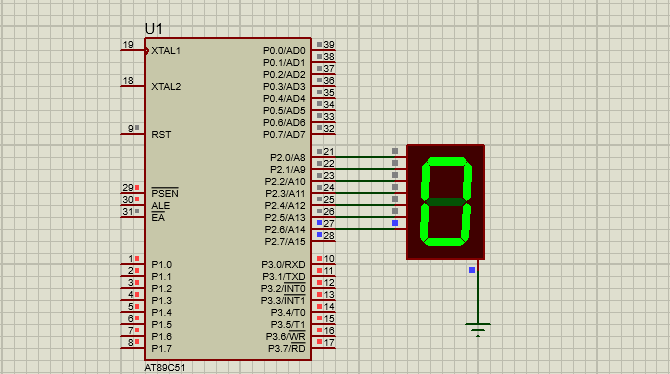 U1
19 XTAL1 P0.0/AD0 39
P0.1/AD1 38
P0.2/AD2 37
18 XTAL2 P0.3/AD3 36
P0.4/AD4 35
P0.5/AD5 34
P0.6/AD6 33
9 RST P0.7/AD7 32
P2.0/A8 21
P2.1/A9 22
P2.2/A10 23
29 PSEN P2.3/A11 24
30 ALE P2.4/A12 25
31 EA P2.5/A13 26
P2.6/A14 27
P2.7/A15 28
1 P1.0 P3.0/RXD 10
2 P1.1 P3.1/TXD 11
3 P1.2 P3.2/INT0 12
4 P1.3 P3.3/INT1 13
5 P1.4 P3.4/T0 14
6 P1.5 P3.5/T1 15
7 P1.6 P3.6/WR 16
8 P1.7 P3.7/RD 17
AT89C51
0